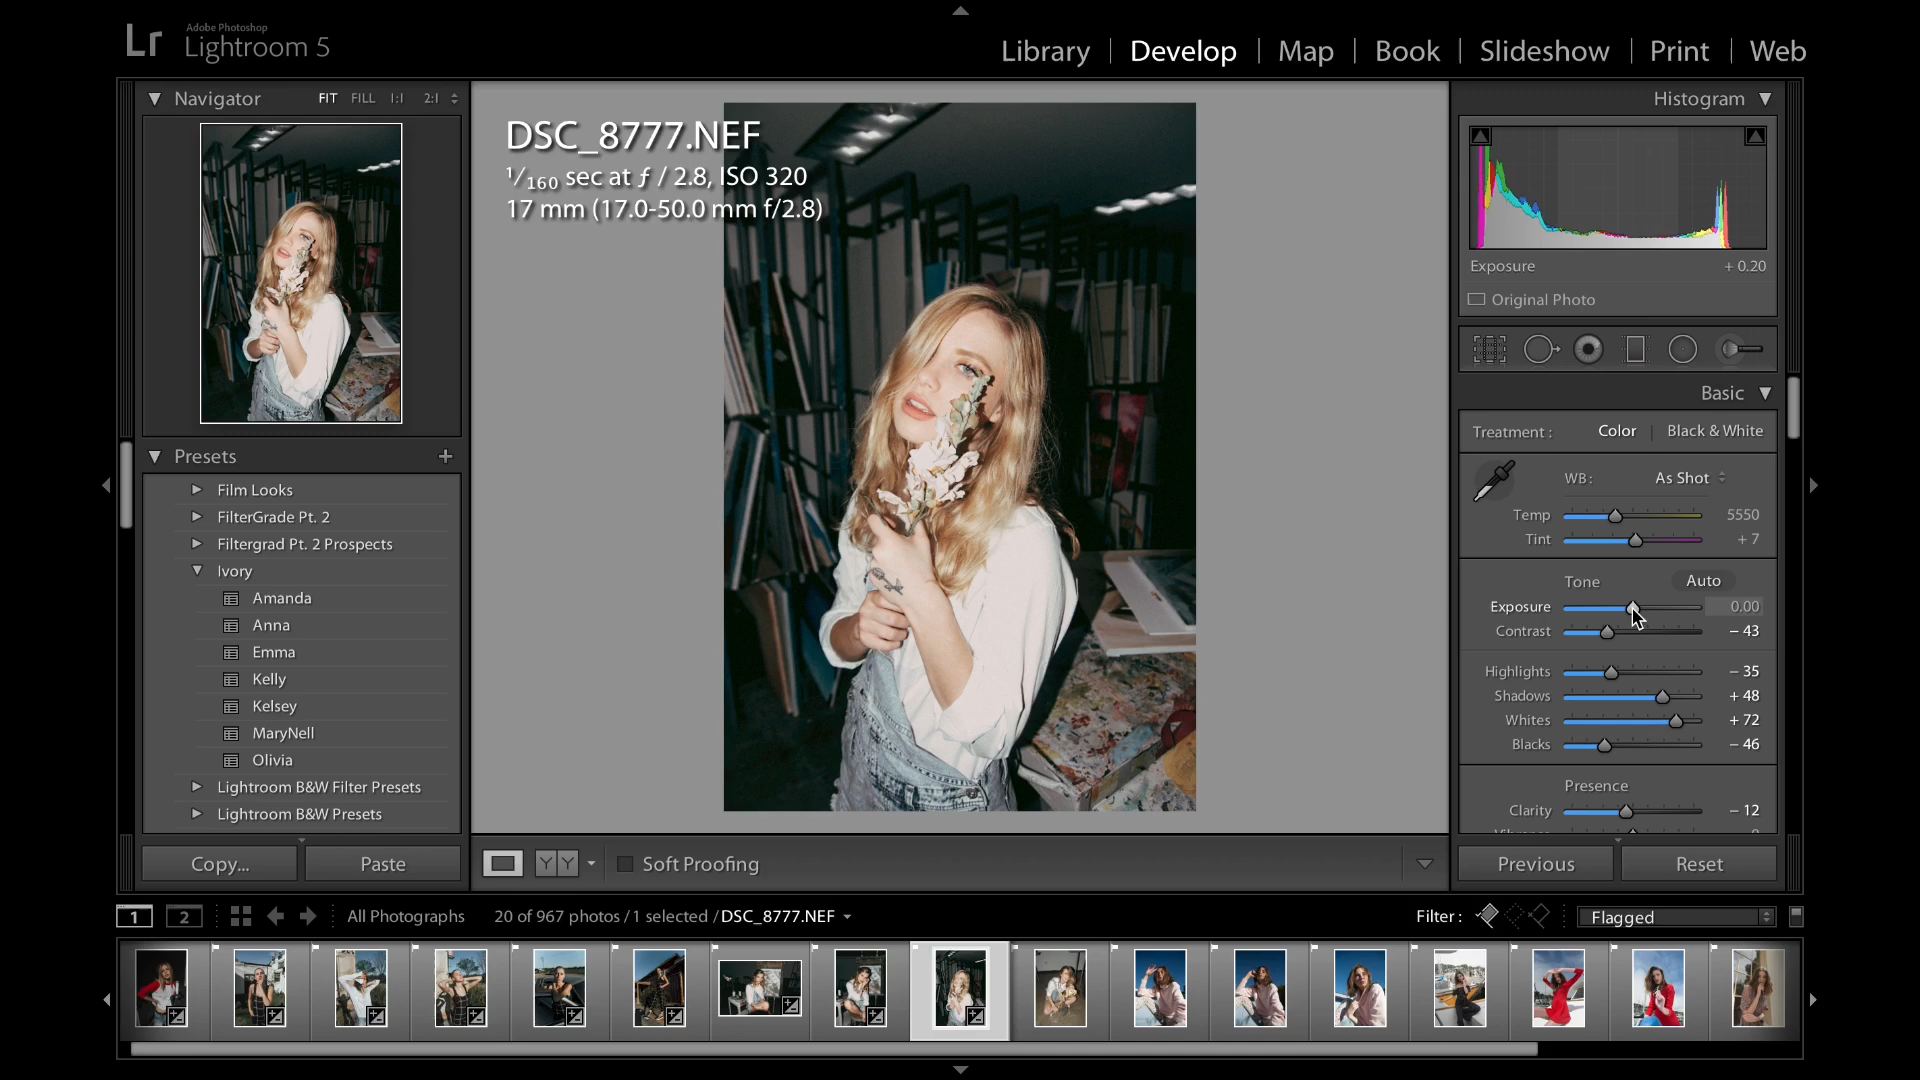 Lr Adobe Photoshop
Lightroom 5
Library | Develop | Map | Book | Slideshow | Print | Web
Navigator FIT FILL 1:1 2:1
Presets +
Film Looks
FilterGrade Pt. 2
Filtergrad Pt. 2 Prospects
Ivory
Amanda
Anna
Emma
Kelly
Kelsey
MaryNell
Olivia
Lightroom B&W Filter Presets
Lightroom B&W Presets
Copy... Paste
DSC_8777.NEF
1/160 sec at ƒ / 2.8, ISO 320
17 mm (17.0-50.0 mm f/2.8)
Y Y Soft Proofing
Histogram
Exposure + 0.20
Original Photo
Basic
Treatment : Color | Black & White
WB : As Shot
Temp 5550
Tint + 7
Tone Auto
Exposure 0.00
Contrast – 43
Highlights – 35
Shadows + 48
Whites + 72
Blacks – 46
Presence
Clarity – 12
Previous Reset
1 2 All Photographs 20 of 967 photos / 1 selected / DSC_8777.NEF Filter : Flagged